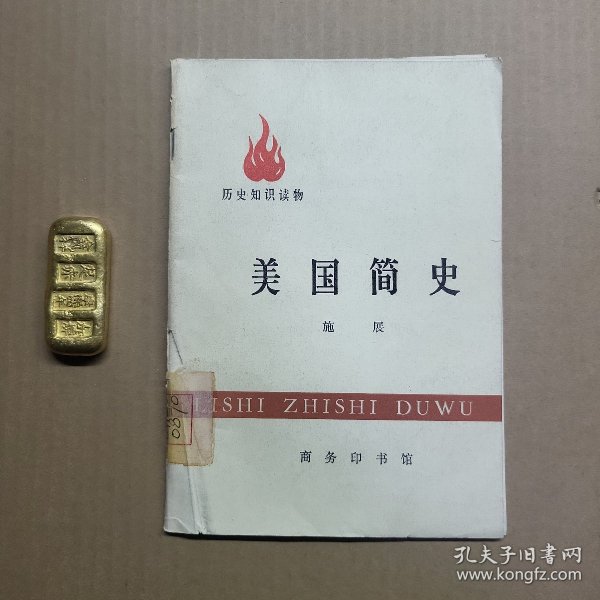 历史知识读物
美国简史
施展
LISHI ZHISHI DUWU
商务印书馆
0370
孔夫子旧书网
www.kongfz.com